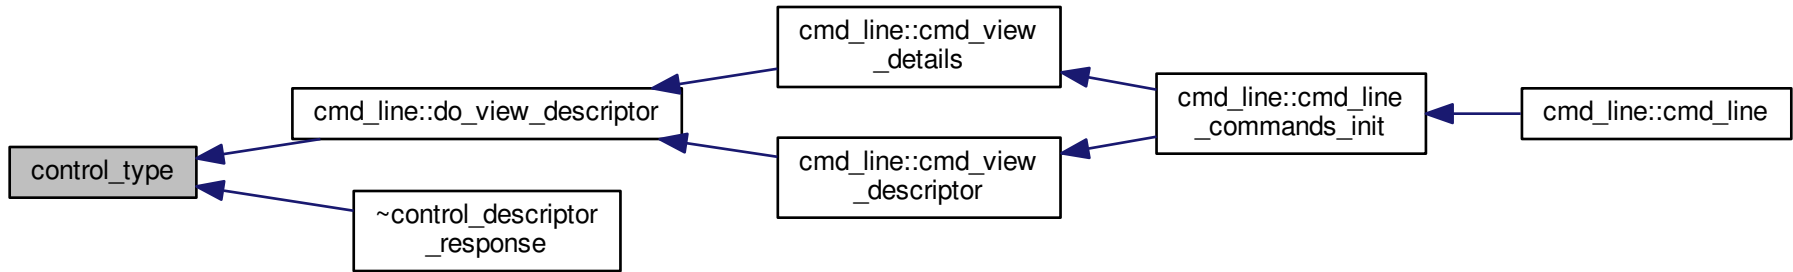 control_type
cmd_line::do_view_descriptor
~control_descriptor
_response
cmd_line::cmd_view
_details
cmd_line::cmd_view
_descriptor
cmd_line::cmd_line
_commands_init
cmd_line::cmd_line